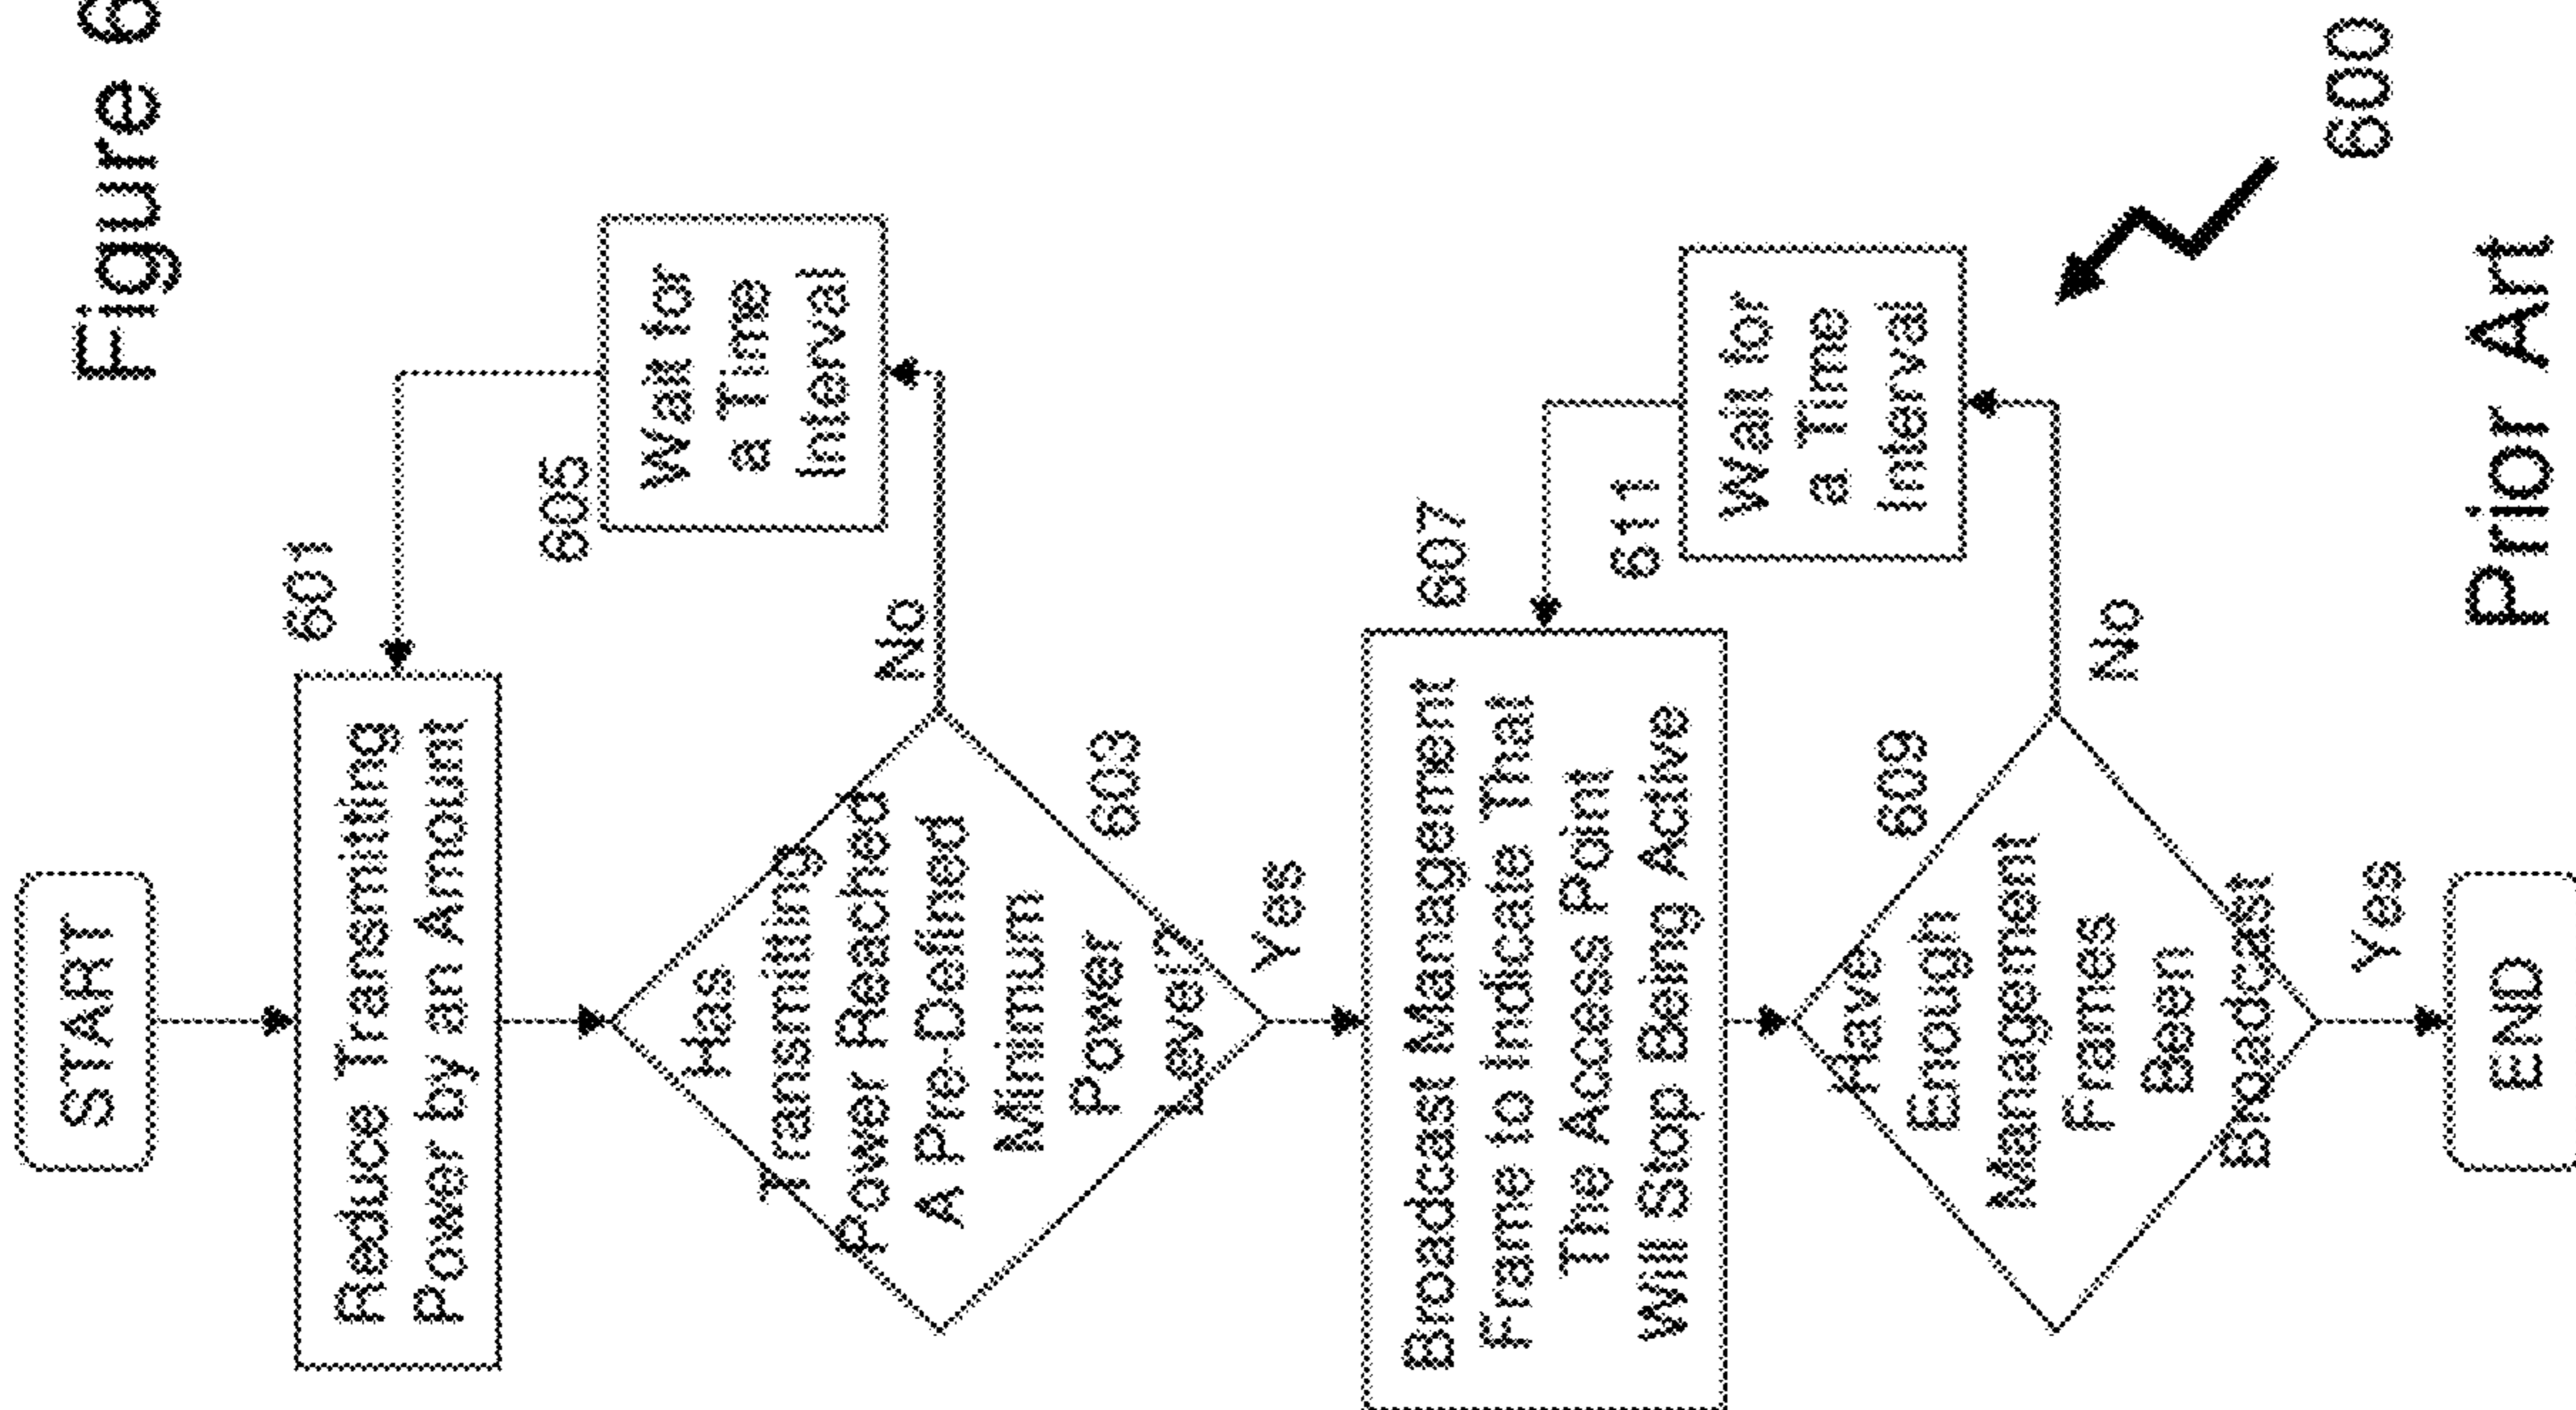 Figure 6
START
601
Reduce Transmitting
Power by an Amount
605
Wait for
a Time
Interval
Has
Transmitting
Power Reached
A Pre-Defined
Minimum
Power
Level?
No
603
Yes
607
Broadcast Management
Frame to Indicate That
The Access Point
Will Stop Being Active
611
Wait for
a Time
Interval
609
Have
Enough
Management
Frames
Been
Broadcast
No
Yes
END
600
Prior Art